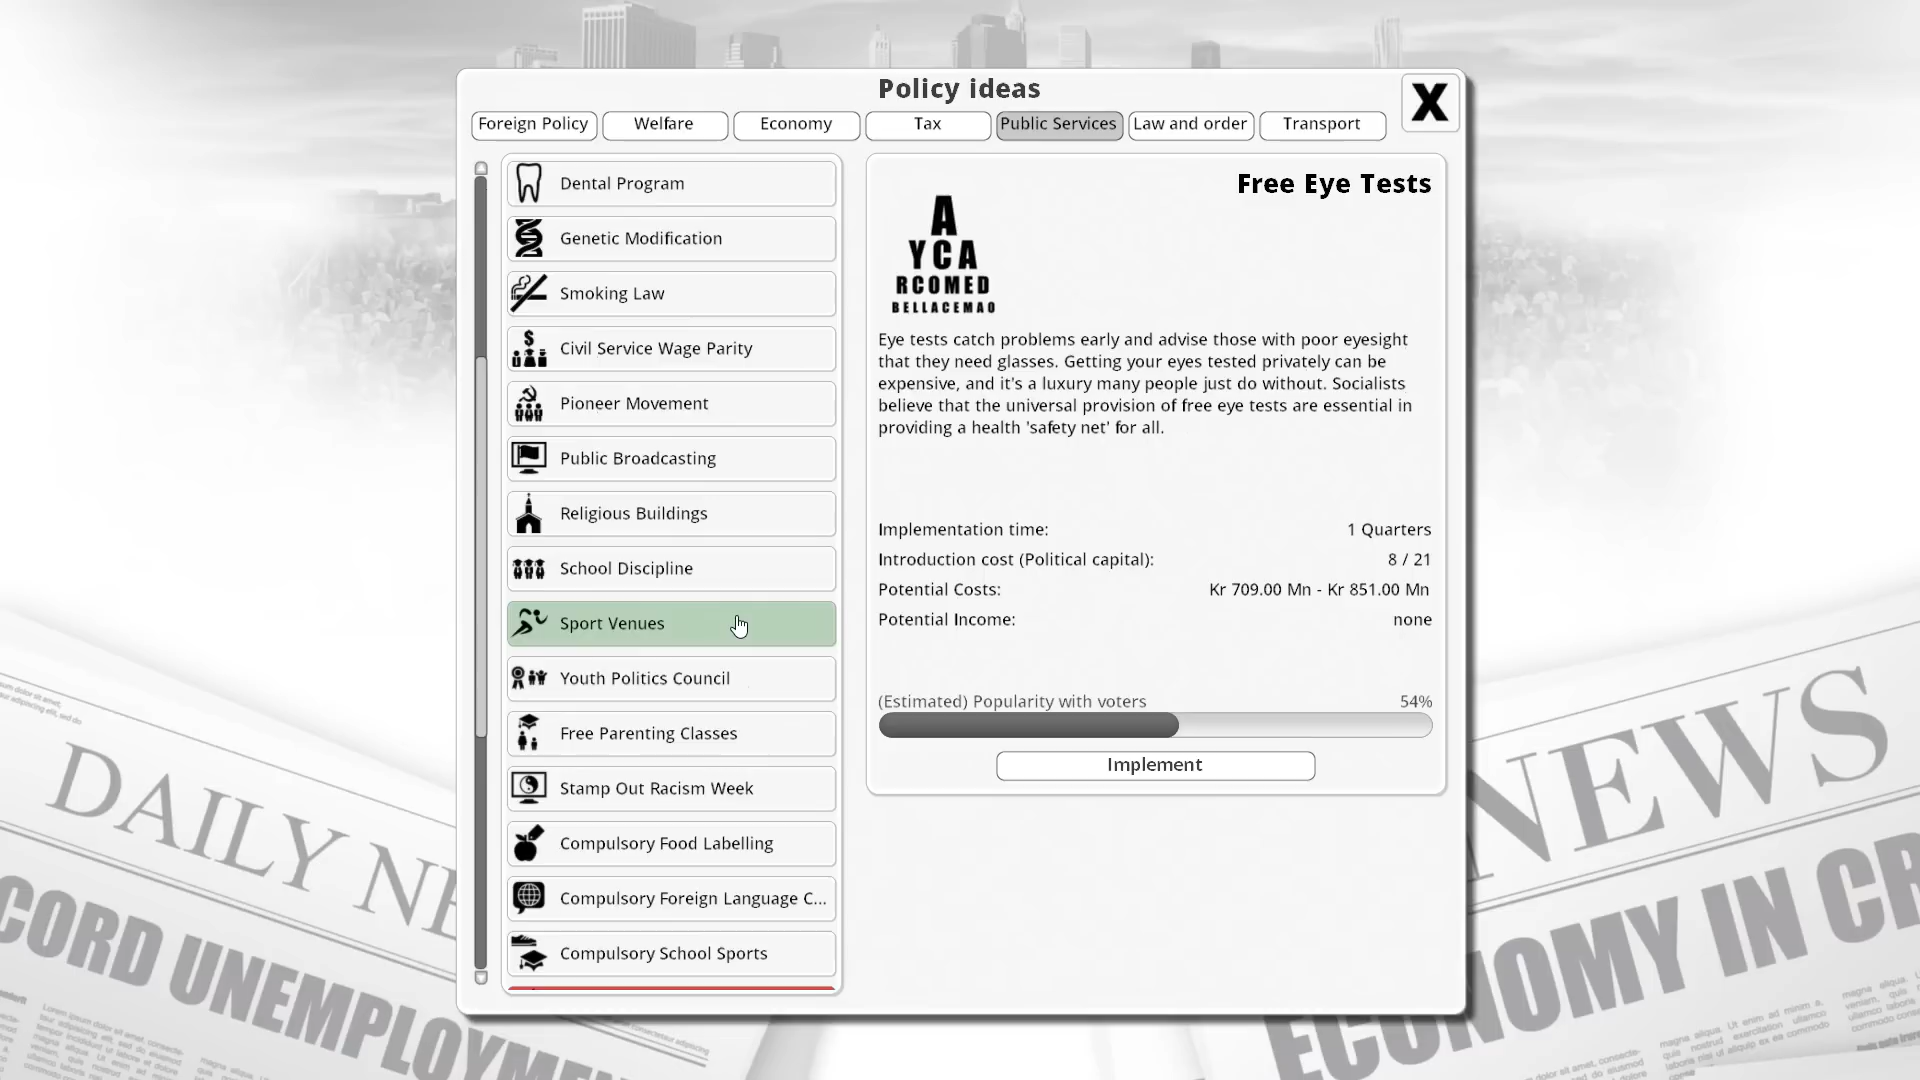 Policy ideas
X
Foreign Policy
Welfare
Economy
Tax
Public Services
Law and order
Transport
Dental Program
Genetic Modification
Smoking Law
Civil Service Wage Parity
Pioneer Movement
Public Broadcasting
Religious Buildings
School Discipline
Sport Venues
Youth Politics Council
Free Parenting Classes
Stamp Out Racism Week
Compulsory Food Labelling
Compulsory Foreign Language C...
Compulsory School Sports
Free Eye Tests
A
YCA
RCOMED
BELLACEMAO
Eye tests catch problems early and advise those with poor eyesight
that they need glasses. Getting your eyes tested privately can be
expensive, and it's a luxury many people just do without. Socialists
believe that the universal provision of free eye tests are essential in
providing a health 'safety net' for all.
Implementation time: 1 Quarters
Introduction cost (Political capital): 8 / 21
Potential Costs: Kr 709.00 Mn - Kr 851.00 Mn
Potential Income: none
(Estimated) Popularity with voters 54%
Implement
DAILY NE
CORD UNEMPLOYME
NEWS
ECONOMY IN CR